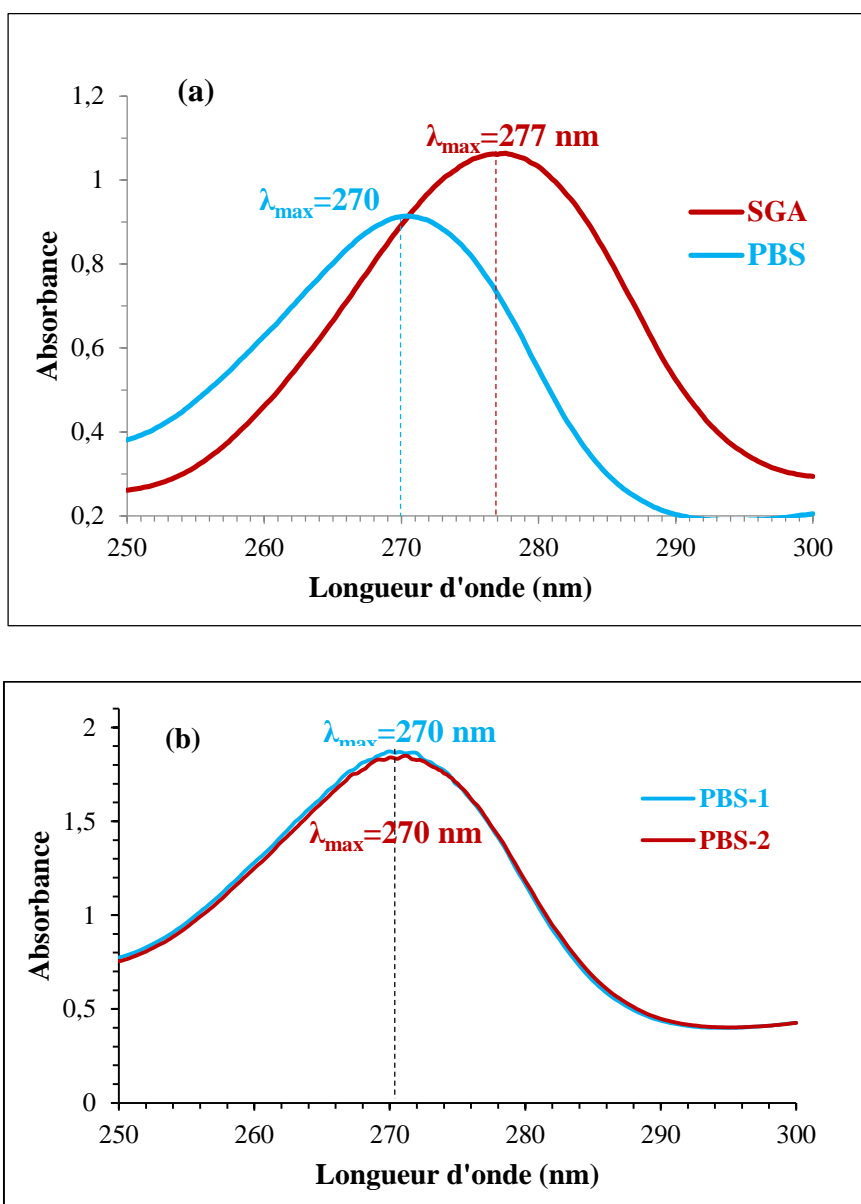 (a)
1,2
λmax=277 nm
1
λmax=270
SGA
PBS
0,8
0,6
0,4
0,2
Absorbance
250 260 270 280 290 300
Longueur d'onde (nm)
(b)
2
λmax=270 nm
PBS-1
1,5
λmax=270 nm
PBS-2
1
0,5
0
Absorbance
250 260 270 280 290 300
Longueur d'onde (nm)